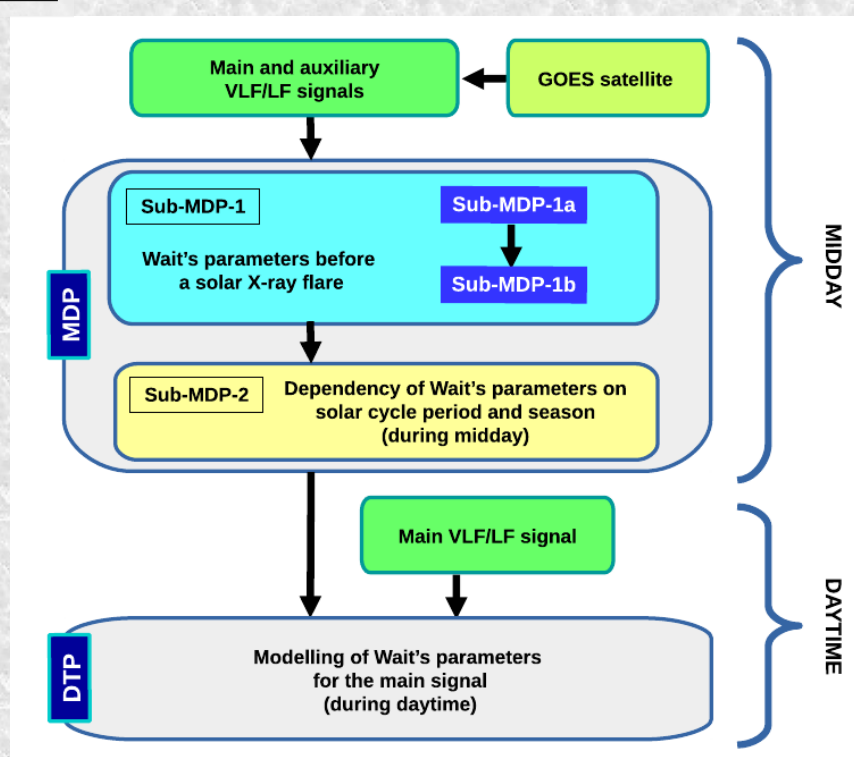 Main and auxiliary
VLF/LF signals
GOES satellite
MIDDAY
MDP
Sub-MDP-1
Wait's parameters before
a solar X-ray flare
Sub-MDP-1a
Sub-MDP-1b
Sub-MDP-2
Dependency of Wait's parameters on
solar cycle period and season
(during midday)
Main VLF/LF signal
DAYTIME
DTP
Modelling of Wait's parameters
for the main signal
(during daytime)